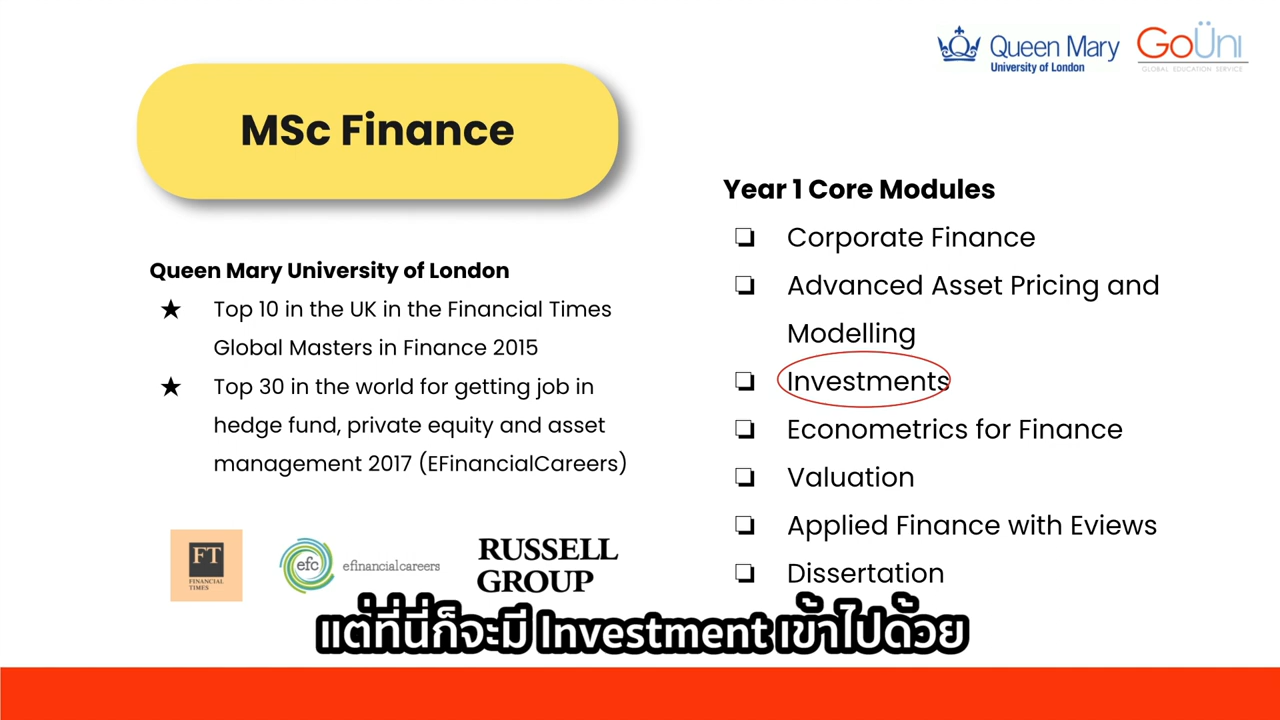 Queen Mary
University of London
GoÜni
GLOBAL EDUCATION SERVICE
MSc Finance
Queen Mary University of London
★ Top 10 in the UK in the Financial Times
Global Masters in Finance 2015
★ Top 30 in the world for getting job in
hedge fund, private equity and asset
management 2017 (EFinancialCareers)
FT
FINANCIAL
TIMES
efc
efinancialcareers
RUSSELL
GROUP
Year 1 Core Modules
❏ Corporate Finance
❏ Advanced Asset Pricing and
Modelling
❏ Investments
❏ Econometrics for Finance
❏ Valuation
❏ Applied Finance with Eviews
❏ Dissertation
แต่ที่นี่ก็จะมี Investment เข้าไปด้วย